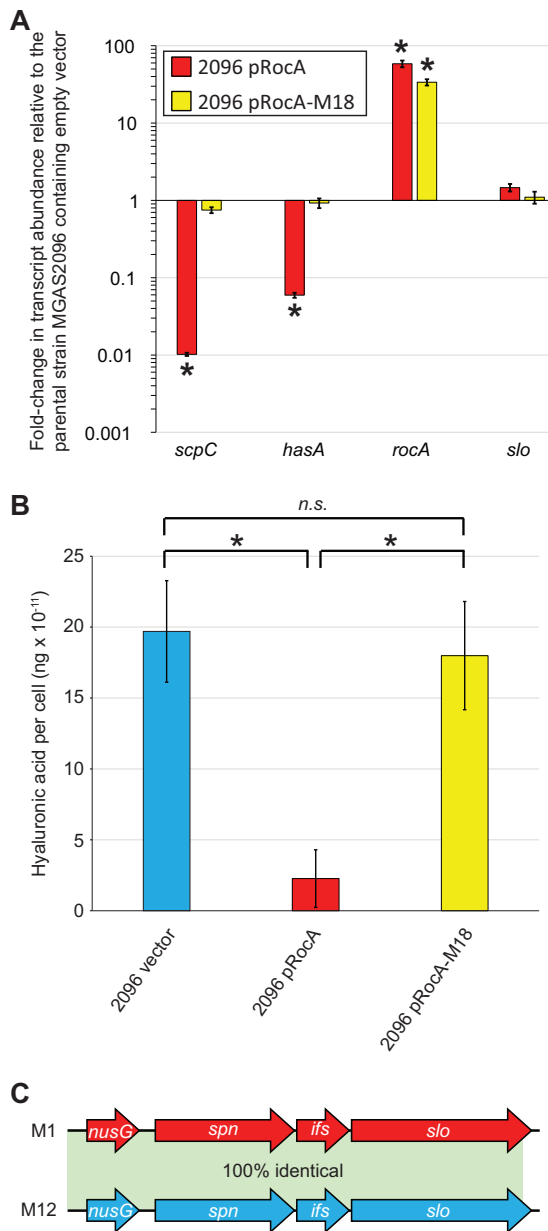 A
Fold-change in transcript abundance relative to the
parental strain MGAS2096 containing empty vector
100
10
1
0.1
0.01
0.001
2096 pRocA
2096 pRocA-M18
*
*
*
*
scpC hasA rocA slo
B
n.s.
* *
Hyaluronic acid per cell (ng x 10⁻¹¹)
25
20
15
10
5
0
2096 vector
2096 pRocA
2096 pRocA-M18
C
M1 nusG spn ifs slo
100% identical
M12 nusG spn ifs slo